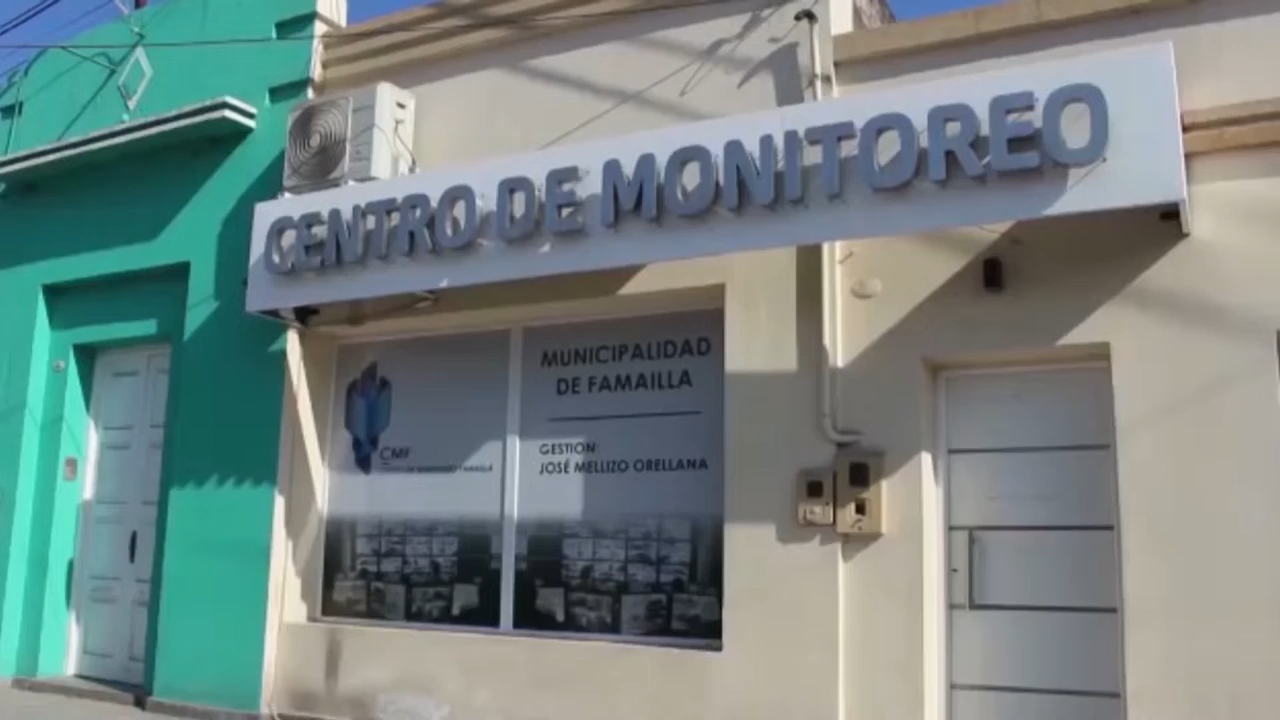 CENTRO DE MONITOREO
MUNICIPALIDAD
DE FAMAILLA
GESTION:
JOSÉ MELLIZO ORELLANA
CMF